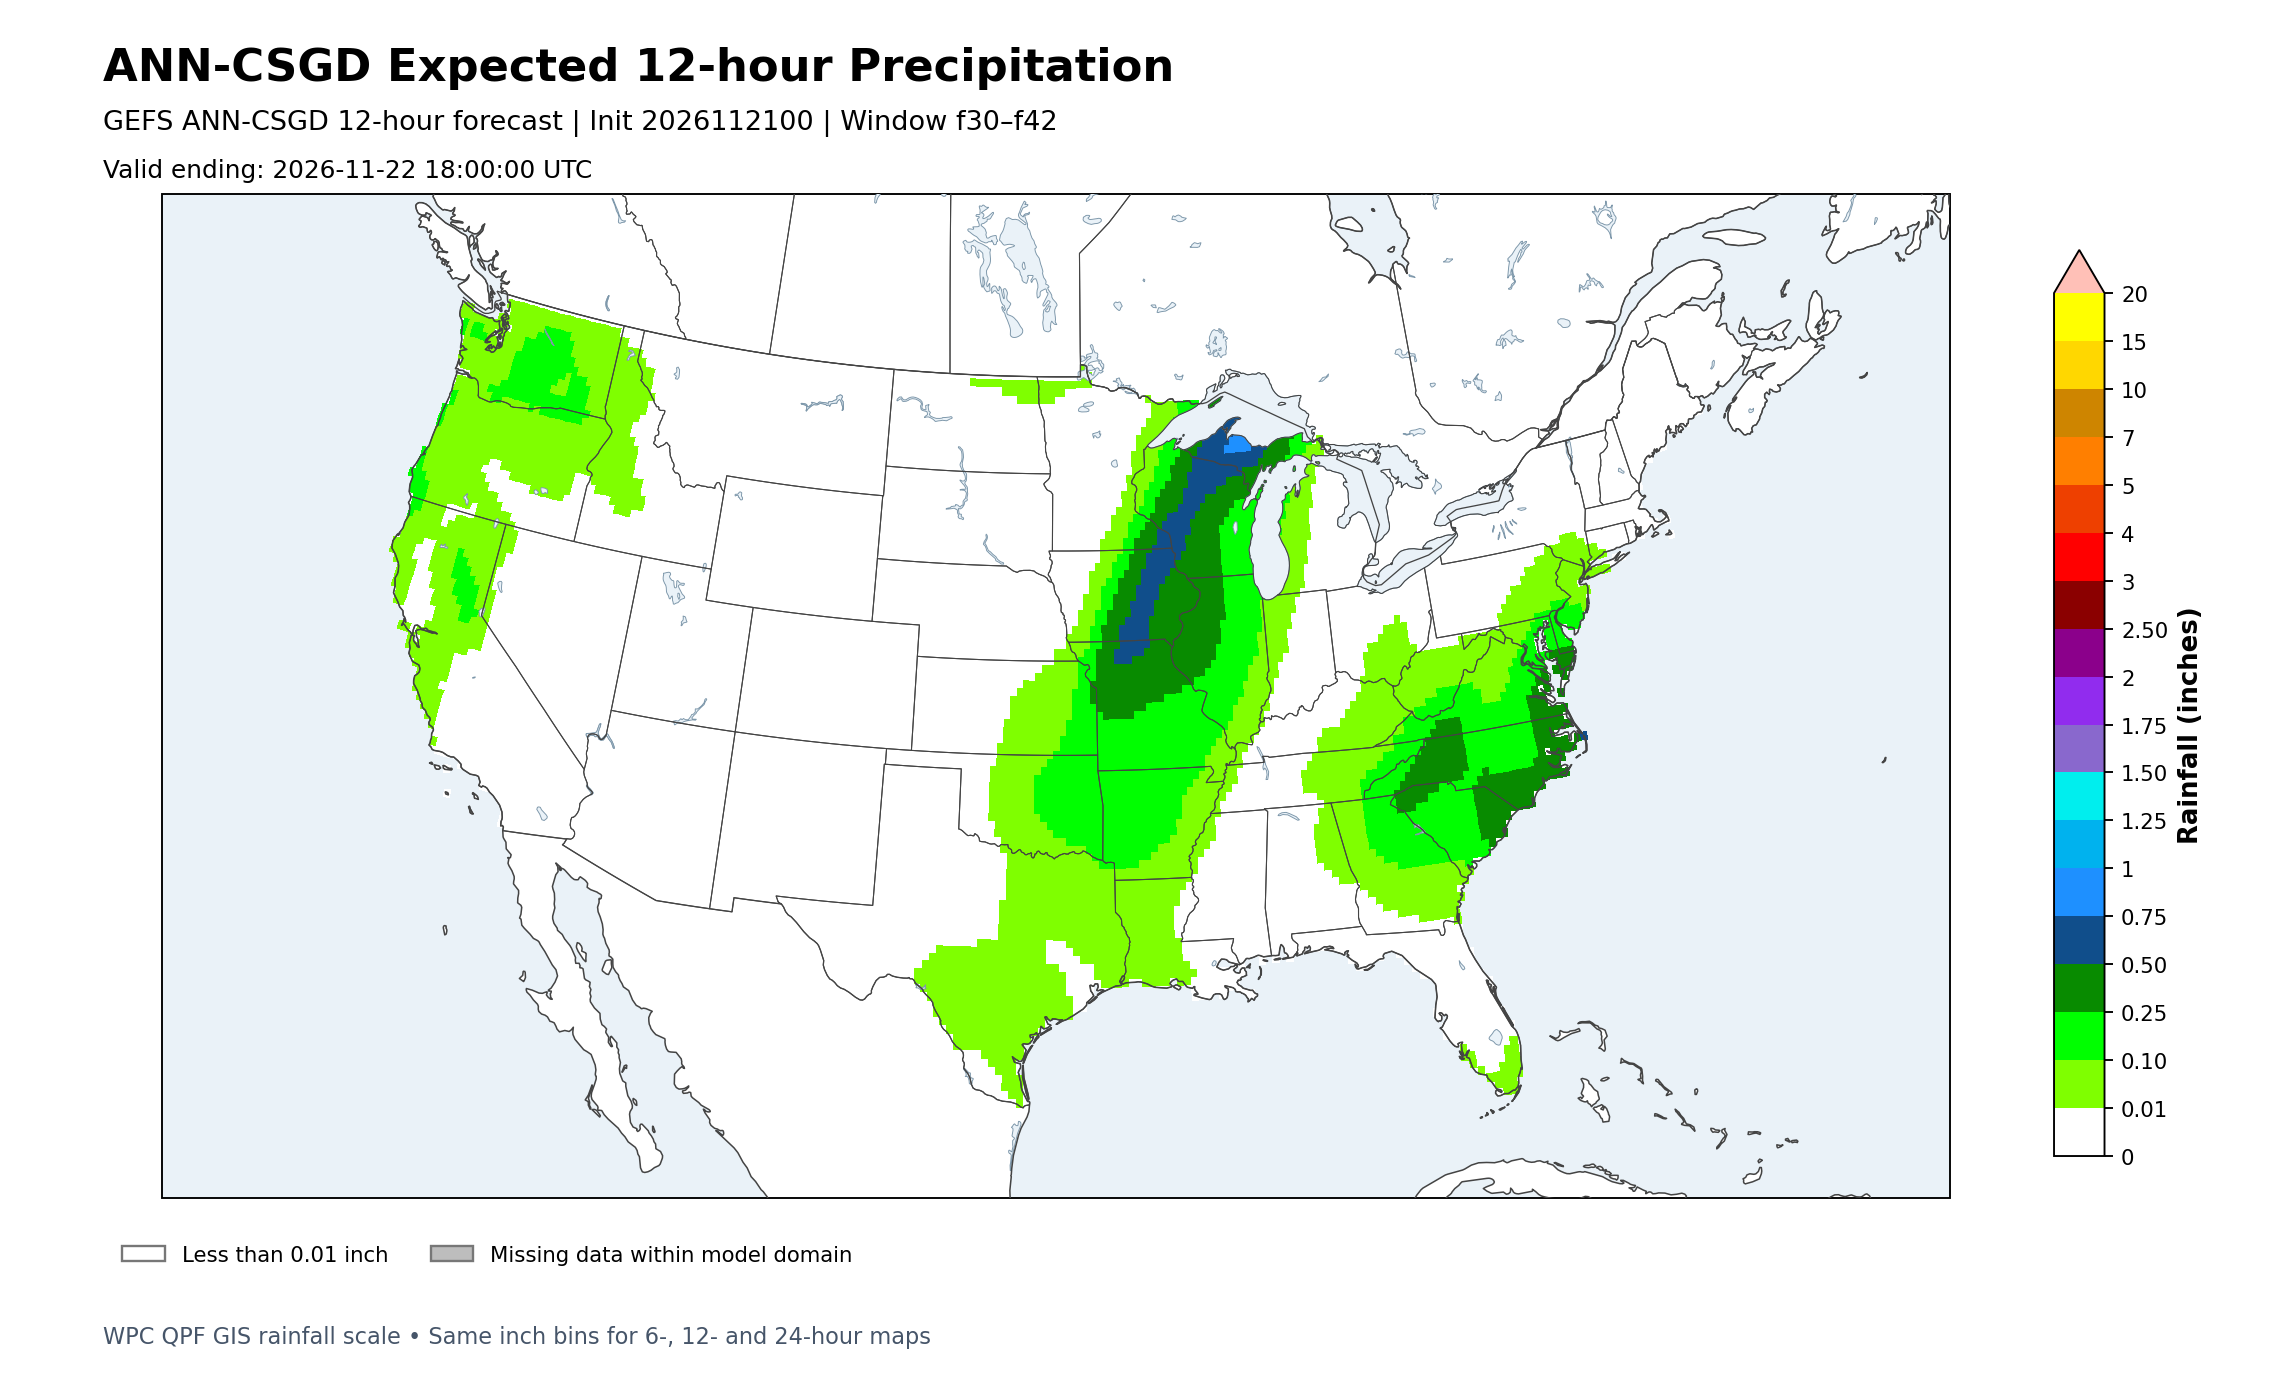 ANN-CSGD Expected 12-hour Precipitation
GEFS ANN-CSGD 12-hour forecast | Init 2026112100 | Window f30–f42
Valid ending: 2026-11-22 18:00:00 UTC
20
15
10
7
5
4
3
2.50
2
1.75
1.50
1.25
1
0.75
0.50
0.25
0.10
0.01
0
Rainfall (inches)
Less than 0.01 inch
Missing data within model domain
WPC QPF GIS rainfall scale • Same inch bins for 6-, 12- and 24-hour maps